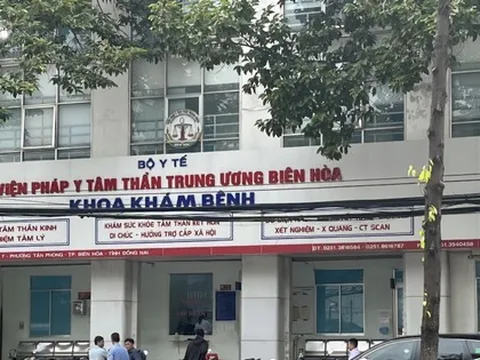 BỘ Y TẾ
VIỆN PHÁP Y TÂM THẦN TRUNG ƯƠNG BIÊN HÒA
KHOA KHÁM BỆNH
TÂM THẦN KINH
TÂM LÝ
KHÁM SỨC KHỎE TÂM THẦN KẾT HÔN
DI CHÚC - HƯỞNG TRỢ CẤP XÃ HỘI
XÉT NGHIỆM - X QUANG - CT SCAN
PHƯỜNG TÂN PHONG - TP. BIÊN HÒA - TỈNH ĐỒNG NAI